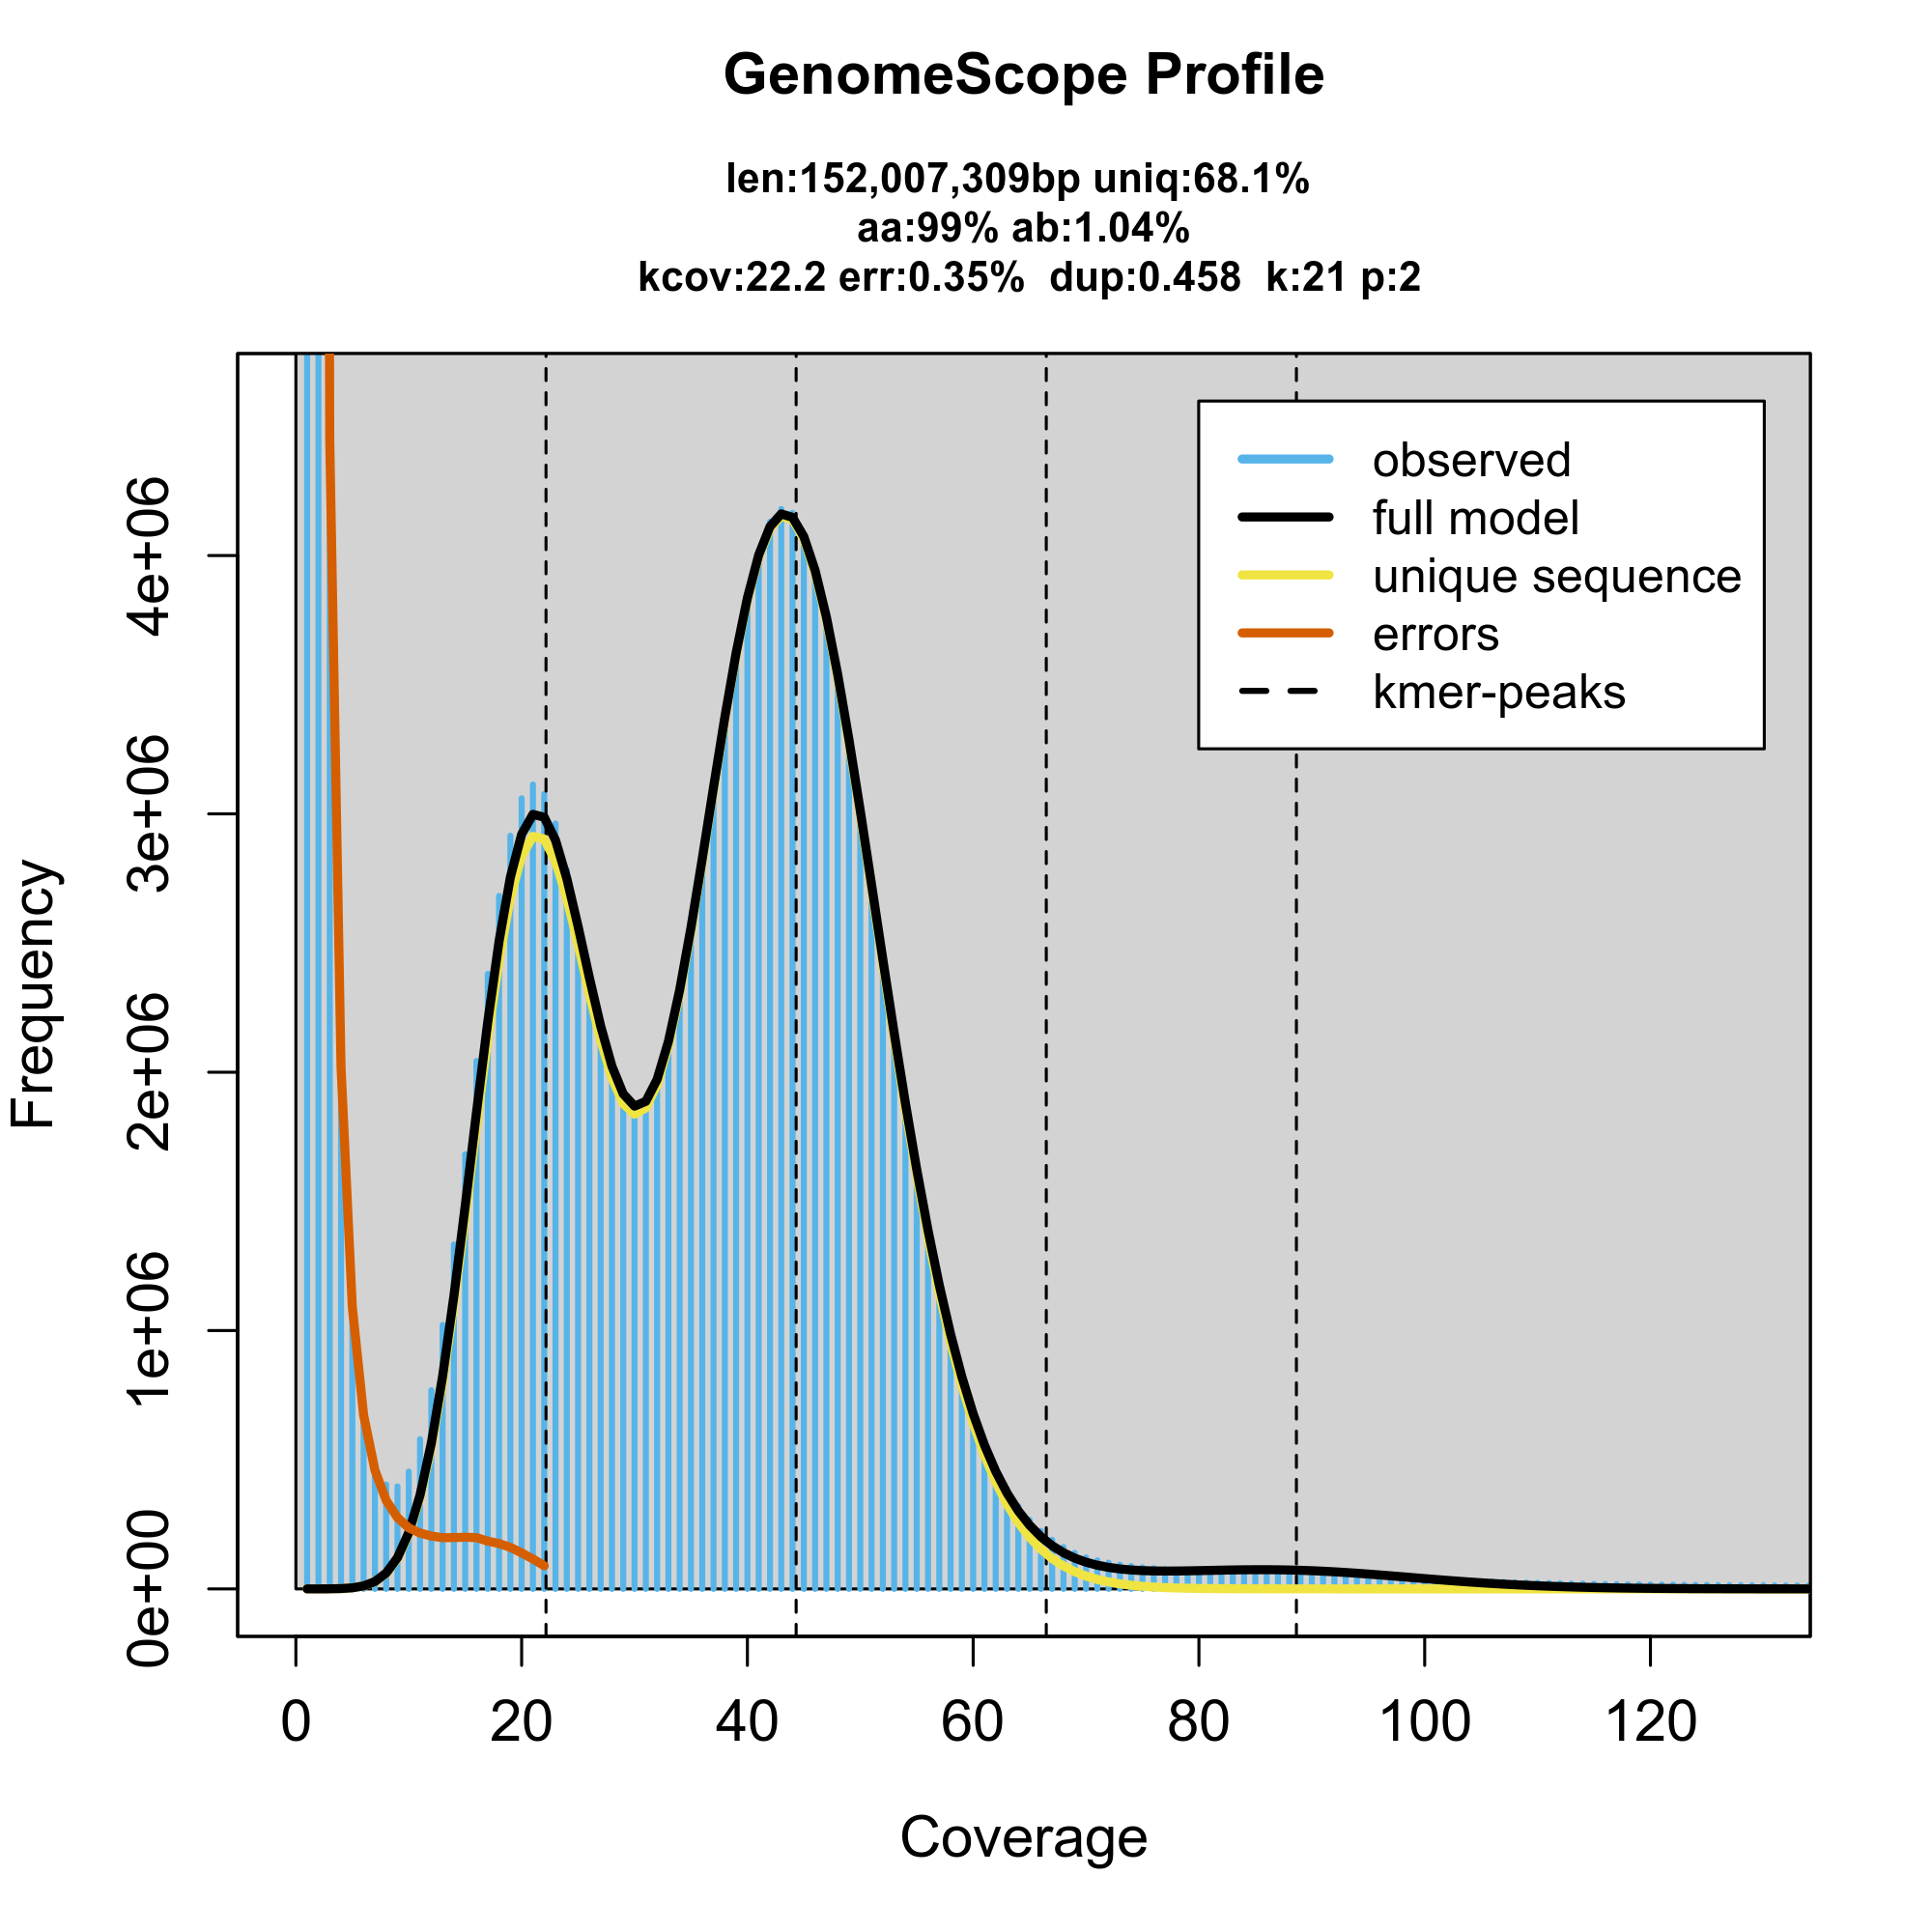 GenomeScope Profile
len:152,007,309bp uniq:68.1%
aa:99% ab:1.04%
kcov:22.2 err:0.35%  dup:0.458  k:21 p:2
observed
full model
unique sequence
errors
kmer-peaks
Frequency
4e+06
3e+06
2e+06
1e+06
0e+00
0 20 40 60 80 100 120
Coverage